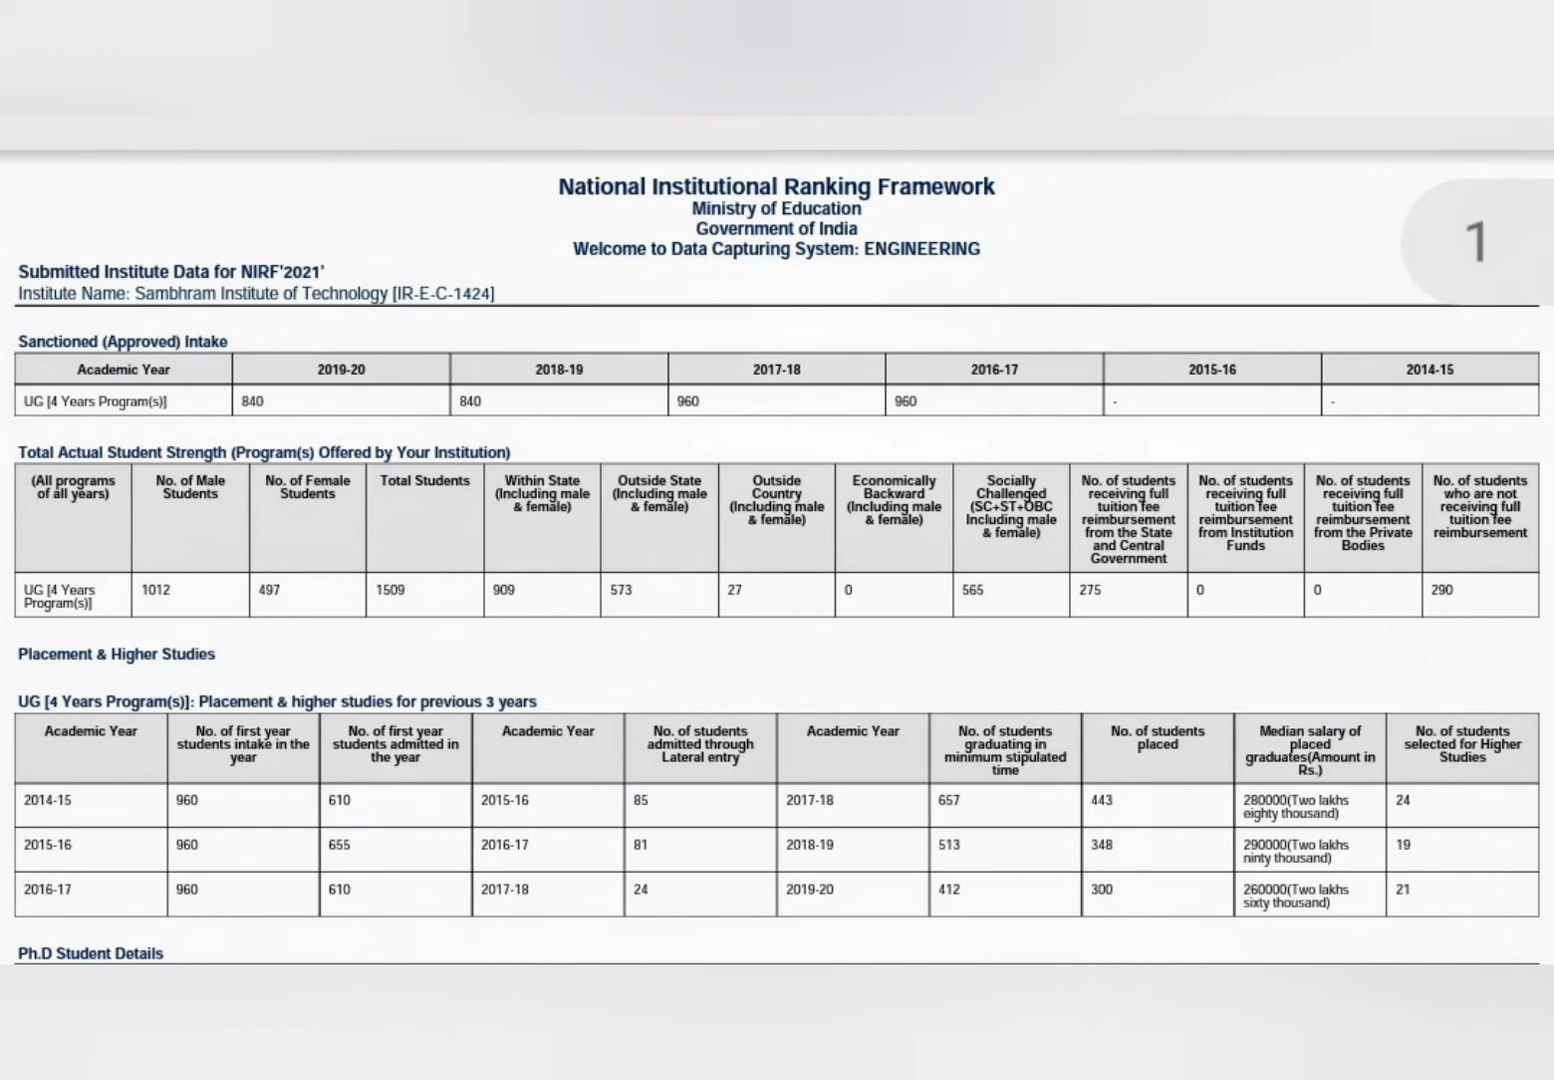 National Institutional Ranking Framework
Ministry of Education
Government of India
Welcome to Data Capturing System: ENGINEERING
1
Submitted Institute Data for NIRF'2021'
Institute Name: Sambhram Institute of Technology [IR-E-C-1424]
Sanctioned (Approved) Intake
Academic Year 2019-20 2018-19 2017-18 2016-17 2015-16 2014-15
UG [4 Years Program(s)] 840 840 960 960 - -
Total Actual Student Strength (Program(s) Offered by Your Institution)
(All programs of all years) No. of Male Students No. of Female Students Total Students Within State (Including male & female) Outside State (Including male & female) Outside Country (Including male & female) Economically Backward (Including male & female) Socially Challenged (SC+ST+OBC Including male & female) No. of students receiving full tuition fee reimbursement from the State and Central Government No. of students receiving full tuition fee reimbursement from Institution Funds No. of students receiving full tuition fee reimbursement from the Private Bodies No. of students who are not receiving full tuition fee reimbursement
UG [4 Years Program(s)] 1012 497 1509 909 573 27 0 565 275 0 0 290
Placement & Higher Studies
UG [4 Years Program(s)]: Placement & higher studies for previous 3 years
Academic Year No. of first year students intake in the year No. of first year students admitted in the year Academic Year No. of students admitted through Lateral entry Academic Year No. of students graduating in minimum stipulated time No. of students placed Median salary of placed graduates(Amount in Rs.) No. of students selected for Higher Studies
2014-15 960 610 2015-16 85 2017-18 657 443 280000(Two lakhs eighty thousand) 24
2015-16 960 655 2016-17 81 2018-19 513 348 290000(Two lakhs ninty thousand) 19
2016-17 960 610 2017-18 24 2019-20 412 300 260000(Two lakhs sixty thousand) 21
Ph.D Student Details